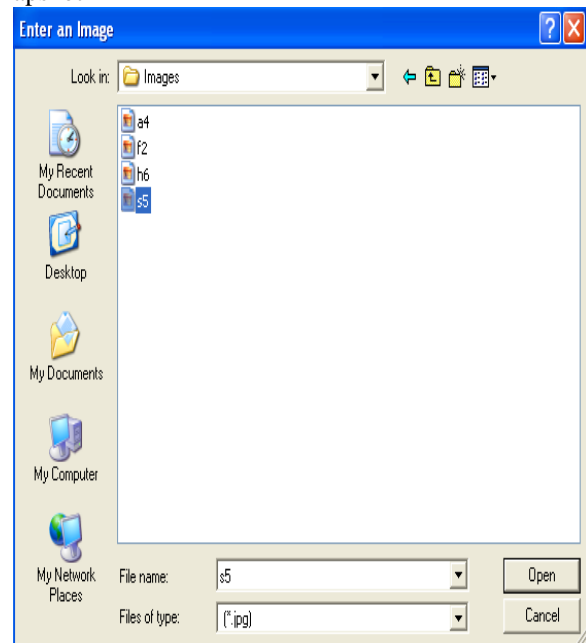 Enter an Image
Look in: Images
a4
f2
h6
s5
My Recent
Documents
Desktop
My Documents
My Computer
My Network
Places
File name: s5 Open
Files of type: (*.jpg) Cancel